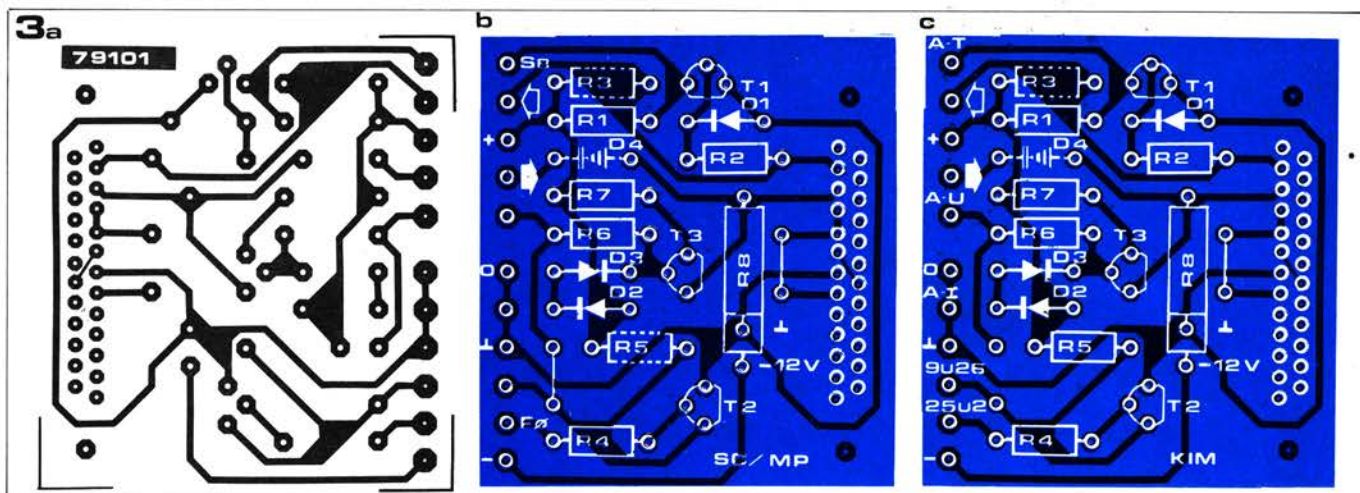 3a
79101
b
S0
R3
T1
D1
R1
+
D4
R2
R7
R6
T3
D3
0
D2
R8
R5
-12V
T2
F0
R4
SC/MP
-
c
A-T
R3
T1
D1
R1
+
D4
R2
R7
A-U
R6
T3
D3
0
A-I
D2
R8
R5
-12V
9U26
25U2
T2
R4
KIM
-